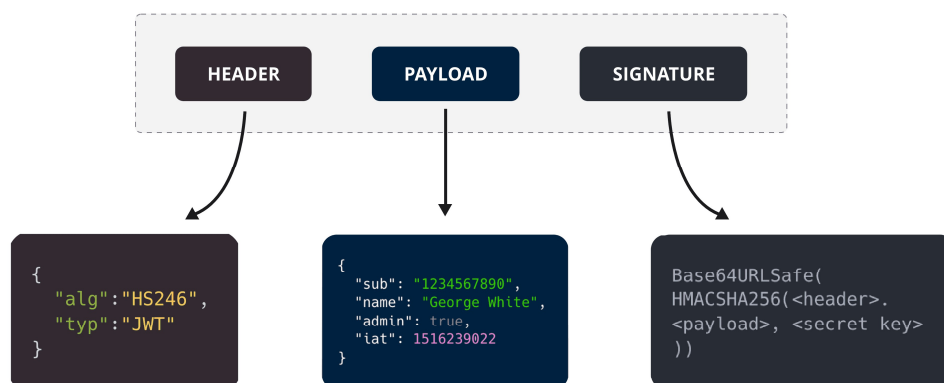 HEADER
PAYLOAD
SIGNATURE
{
"alg":"HS246",
"typ":"JWT"
}
{
"sub": "1234567890",
"name": "George White",
"admin": true,
"iat": 1516239022
}
Base64URLSafe(
HMACSHA256(<header>.
<payload>, <secret key>
))